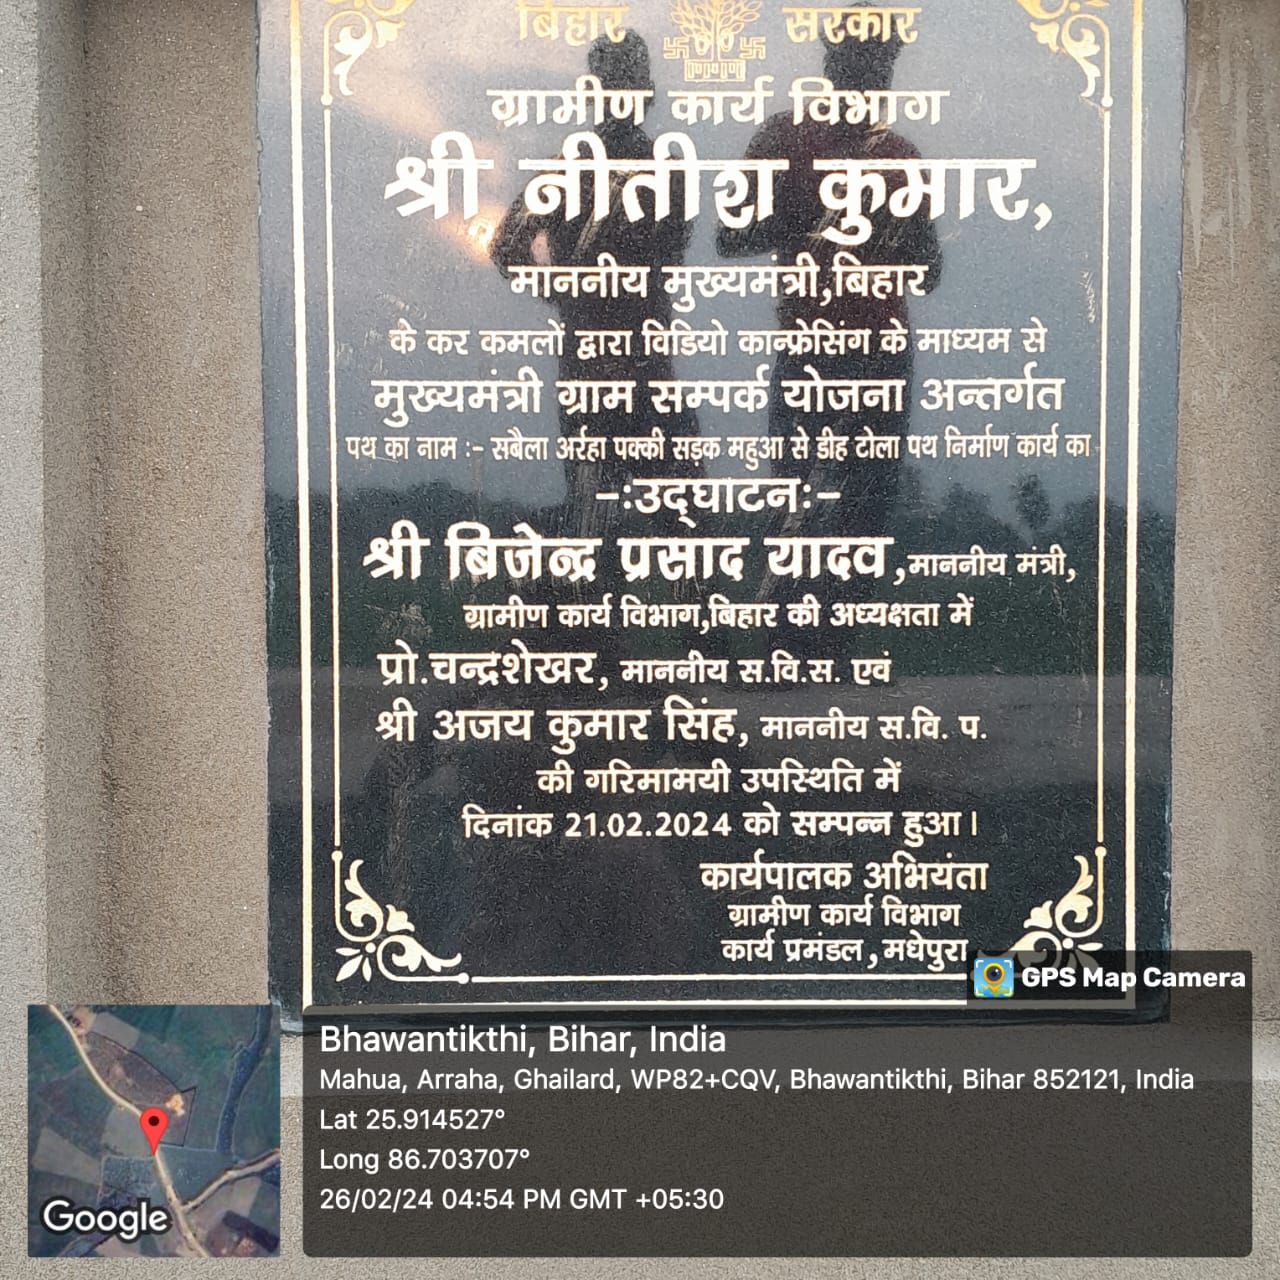 बिहार सरकार
ग्रामीण कार्य विभाग
श्री नीतीश कुमार,
माननीय मुख्यमंत्री,बिहार
के कर कमलों द्वारा विडियो कान्फ्रेसिंग के माध्यम से
मुख्यमंत्री ग्राम सम्पर्क योजना अन्तर्गत
पथ का नाम :- सबैला अर्रहा पक्की सड़क महुआ से डीह टोला पथ निर्माण कार्य का
-:उद्घाटन:-
श्री बिजेन्द्र प्रसाद यादव,माननीय मंत्री,
ग्रामीण कार्य विभाग,बिहार की अध्यक्षता में
प्रो.चन्द्रशेखर, माननीय स.वि.स. एवं
श्री अजय कुमार सिंह, माननीय स.वि. प.
की गरिमामयी उपस्थिति में
दिनांक 21.02.2024 को सम्पन्न हुआ।
कार्यपालक अभियंता
ग्रामीण कार्य विभाग
कार्य प्रमंडल, मधेपुरा
GPS Map Camera
Bhawantikthi, Bihar, India
Mahua, Arraha, Ghailard, WP82+CQV, Bhawantikthi, Bihar 852121, India
Lat 25.914527°
Long 86.703707°
26/02/24 04:54 PM GMT +05:30
Google